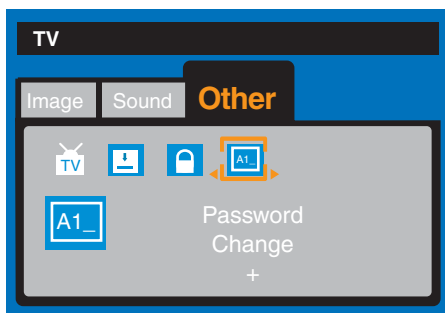 TV
Image Sound Other
TV A1_
A1_
Password
Change
+